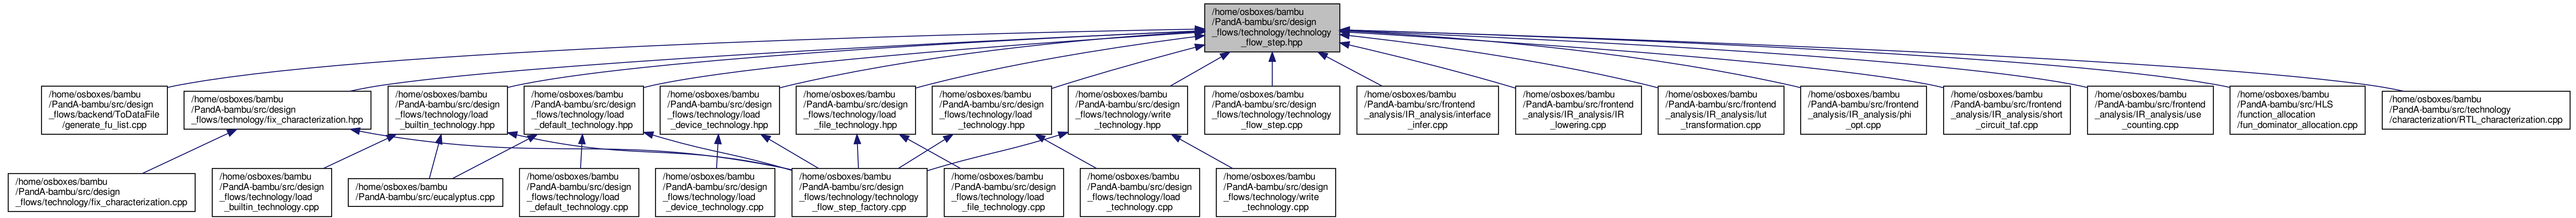 /home/osboxes/bambu
/PandA-bambu/src/design
_flows/technology/technology
_flow_step.hpp
/home/osboxes/bambu
/PandA-bambu/src/design
_flows/backend/ToDataFile
/generate_fu_list.cpp
/home/osboxes/bambu
/PandA-bambu/src/design
_flows/technology/fix_characterization.hpp
/home/osboxes/bambu
/PandA-bambu/src/design
_flows/technology/load
_builtin_technology.hpp
/home/osboxes/bambu
/PandA-bambu/src/design
_flows/technology/load
_default_technology.hpp
/home/osboxes/bambu
/PandA-bambu/src/design
_flows/technology/load
_device_technology.hpp
/home/osboxes/bambu
/PandA-bambu/src/design
_flows/technology/load
_file_technology.hpp
/home/osboxes/bambu
/PandA-bambu/src/design
_flows/technology/load
_technology.hpp
/home/osboxes/bambu
/PandA-bambu/src/design
_flows/technology/write
_technology.hpp
/home/osboxes/bambu
/PandA-bambu/src/design
_flows/technology/technology
_flow_step.cpp
/home/osboxes/bambu
/PandA-bambu/src/frontend
_analysis/IR_analysis/interface
_infer.cpp
/home/osboxes/bambu
/PandA-bambu/src/frontend
_analysis/IR_analysis/IR
_lowering.cpp
/home/osboxes/bambu
/PandA-bambu/src/frontend
_analysis/IR_analysis/lut
_transformation.cpp
/home/osboxes/bambu
/PandA-bambu/src/frontend
_analysis/IR_analysis/phi
_opt.cpp
/home/osboxes/bambu
/PandA-bambu/src/frontend
_analysis/IR_analysis/short
_circuit_taf.cpp
/home/osboxes/bambu
/PandA-bambu/src/frontend
_analysis/IR_analysis/use
_counting.cpp
/home/osboxes/bambu
/PandA-bambu/src/HLS
/function_allocation
/fun_dominator_allocation.cpp
/home/osboxes/bambu
/PandA-bambu/src/technology
/characterization/RTL_characterization.cpp
/home/osboxes/bambu
/PandA-bambu/src/design
_flows/technology/fix_characterization.cpp
/home/osboxes/bambu
/PandA-bambu/src/design
_flows/technology/load
_builtin_technology.cpp
/home/osboxes/bambu
/PandA-bambu/src/eucalyptus.cpp
/home/osboxes/bambu
/PandA-bambu/src/design
_flows/technology/load
_default_technology.cpp
/home/osboxes/bambu
/PandA-bambu/src/design
_flows/technology/load
_device_technology.cpp
/home/osboxes/bambu
/PandA-bambu/src/design
_flows/technology/technology
_flow_step_factory.cpp
/home/osboxes/bambu
/PandA-bambu/src/design
_flows/technology/load
_file_technology.cpp
/home/osboxes/bambu
/PandA-bambu/src/design
_flows/technology/load
_technology.cpp
/home/osboxes/bambu
/PandA-bambu/src/design
_flows/technology/write
_technology.cpp